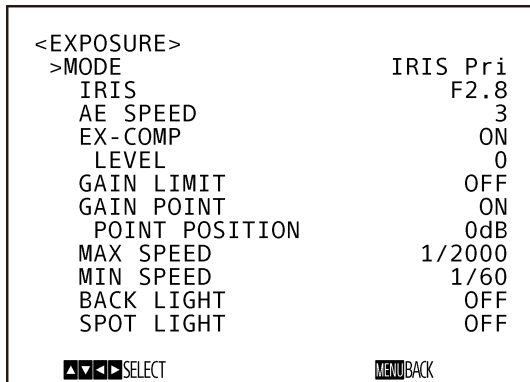 <EXPOSURE>
>MODE IRIS Pri
IRIS F2.8
AE SPEED 3
EX-COMP ON
LEVEL 0
GAIN LIMIT OFF
GAIN POINT ON
POINT POSITION 0dB
MAX SPEED 1/2000
MIN SPEED 1/60
BACK LIGHT OFF
SPOT LIGHT OFF
▲▼◀▶SELECT MENU BACK